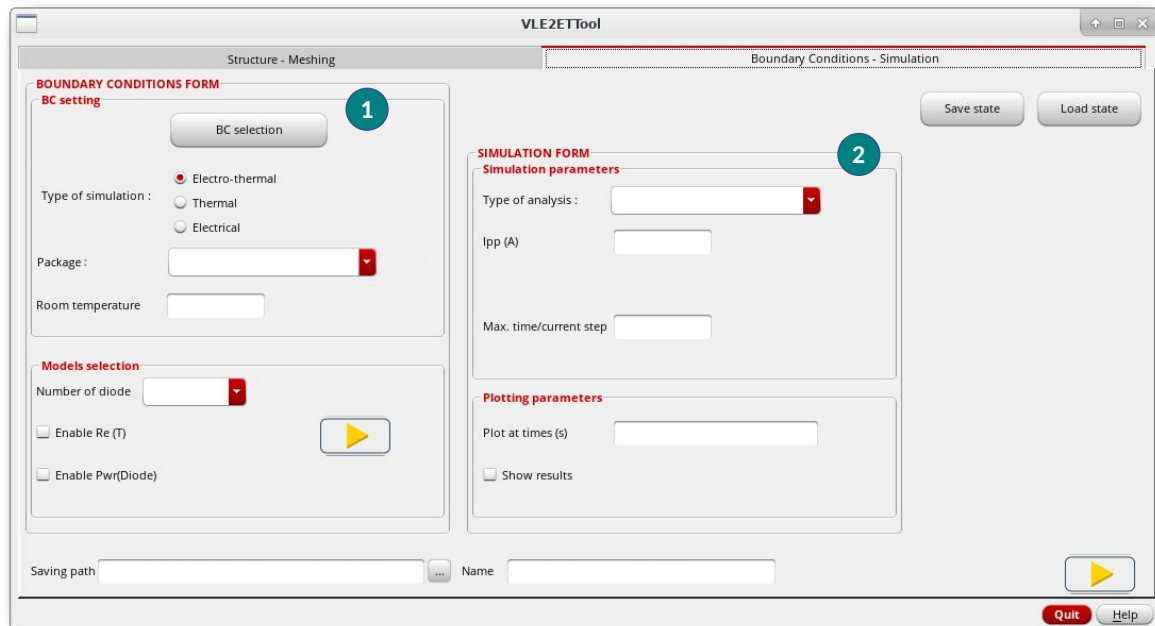 VLE2ETTool
Structure - Meshing
Boundary Conditions - Simulation
BOUNDARY CONDITIONS FORM
BC setting
1
BC selection
Type of simulation :
Electro-thermal
Thermal
Electrical
Package :
Room temperature
Models selection
Number of diode
Enable Re (T)
Enable Pwr(Diode)
Save state
Load state
2
SIMULATION FORM
Simulation parameters
Type of analysis :
Ipp (A)
Max. time/current step
Plotting parameters
Plot at times (s)
Show results
Saving path
...
Name
Quit
Help